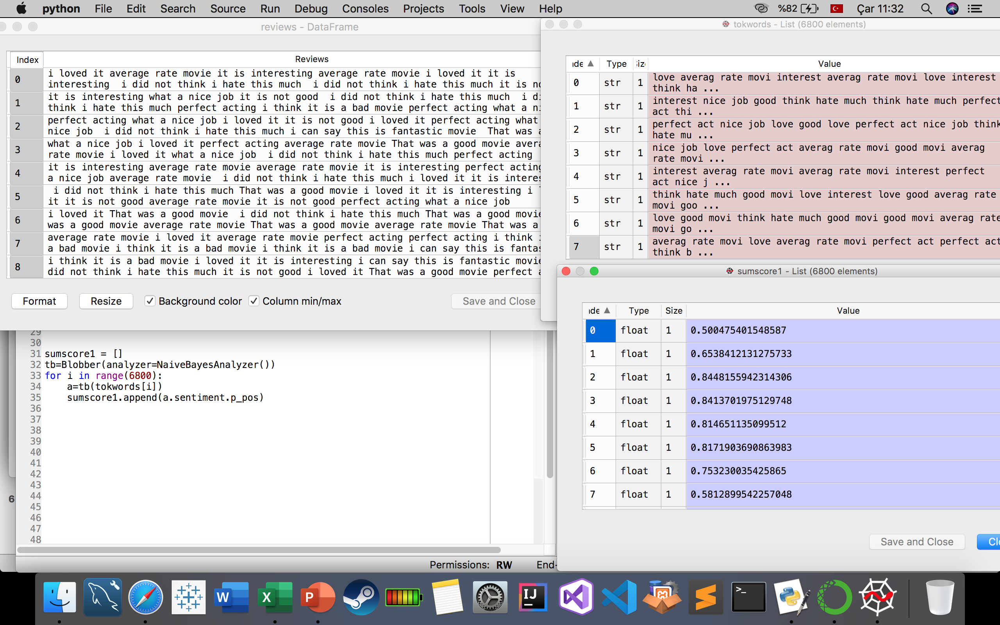 python File Edit Search Source Run Debug Consoles Projects Tools View Help %82 Çar 11:32
reviews - DataFrame
Index Reviews
0 i loved it average rate movie it is interesting average rate movie i loved it it is
interesting  i did not think i hate this much  i did not think i hate this much it is
1 it is interesting what a nice job it is not good  i did not think i hate this much  i
think i hate this much perfect acting i think it is a bad movie perfect acting what a
2 perfect acting what a nice job i loved it it is not good i loved it perfect acting what
nice job  i did not think i hate this much i can say this is fantastic movie  That was
3 what a nice job i loved it perfect acting average rate movie That was a good movie
rate movie i loved it what a nice job  i did not think i hate this much perfect acting
4 it is interesting average rate movie average rate movie it is interesting perfect acting
a nice job average rate movie  i did not think i hate this much i loved it it is
5 i did not think i hate this much That was a good movie i loved it it is interesting i
it it is not good average rate movie it is not good perfect acting what a nice job
6 i loved it That was a good movie  i did not think i hate this much That was a good
was a good movie average rate movie That was a good movie average rate movie That was a
7 average rate movie i loved it average rate movie perfect acting perfect acting i think
a bad movie i think it is a bad movie i think it is a bad movie i can say this is
8 i think it is a bad movie i loved it it is interesting i can say this is fantastic
did not think i hate this much it is not good i loved it That was a good movie perfect
Format Resize Background color Column min/max Save and Close
tokwords - List (6800 elements)
Type Value
0 str 1 love averag rate movi interest averag rate movi love interest
think ha ...
1 str 1 interest nice job good think hate much think hate much perfect
act thi ...
2 str 1 perfect act nice job love good love perfect act nice job think
hate mu ...
3 str 1 nice job love perfect act averag rate movi good movi averag
rate movi ...
4 str 1 interest averag rate movi averag rate movi interest perfect
act nice j ...
5 str 1 think hate much good movi love interest love good averag rate
movi goo ...
6 str 1 love good movi think hate much good movi good movi averag rate
movi go ...
7 str 1 averag rate movi love averag rate movi perfect act perfect act
think b ...
sumscore1 - List (6800 elements)
Type Size Value
0 float 1 0.500475401548587
1 float 1 0.6538412131275733
2 float 1 0.8448155942314306
3 float 1 0.8413701975129748
4 float 1 0.814651135099512
5 float 1 0.8171903690863983
6 float 1 0.753230035425865
7 float 1 0.5812899542257048
Save and Close
29
30
31 sumscore1 = []
32 tb=Blobber(analyzer=NaiveBayesAnalyzer())
33 for i in range(6800):
34     a=tb(tokwords[i])
35     sumscore1.append(a.sentiment.p_pos)
36
37
38
39
40
41
42
43
44
45
46
47
48
6
Permissions: RW End-
W X P IJ >_